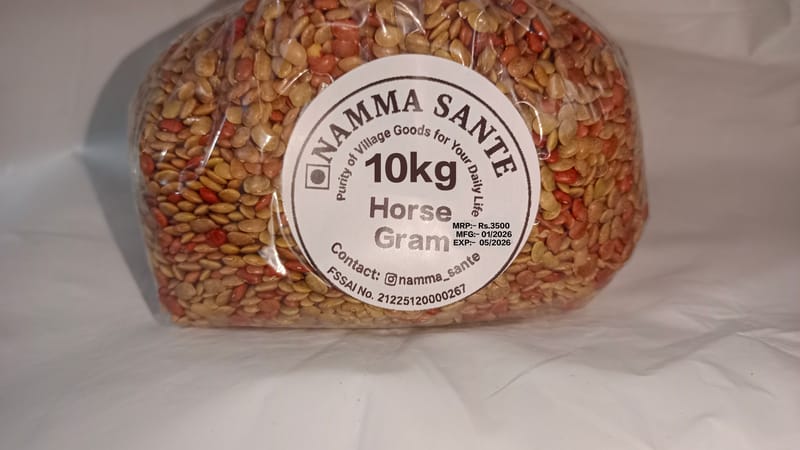 NAMMA SANTE
Purity of Village Goods for Your Daily Life
10kg
Horse
Gram
MRP:- Rs.3500
MFG:- 01/2026
EXP:- 05/2026
Contact: namma_sante
FSSAI No. 21225120000267